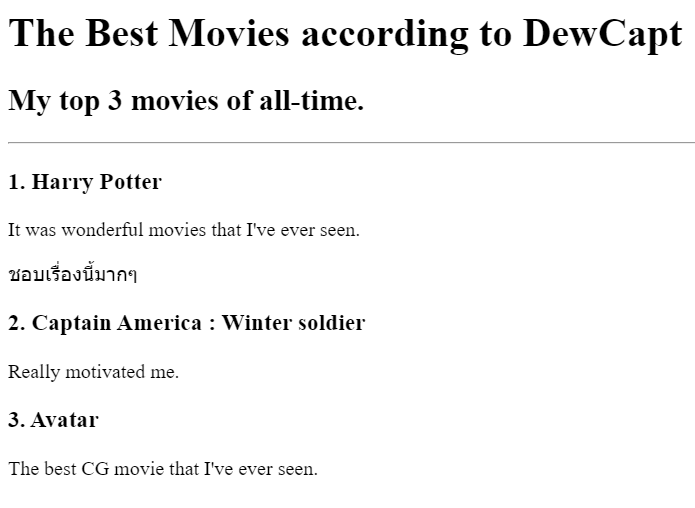 The Best Movies according to DewCapt
My top 3 movies of all-time.
1. Harry Potter
It was wonderful movies that I've ever seen.
ชอบเรื่องนี้มากๆ
2. Captain America : Winter soldier
Really motivated me.
3. Avatar
The best CG movie that I've ever seen.